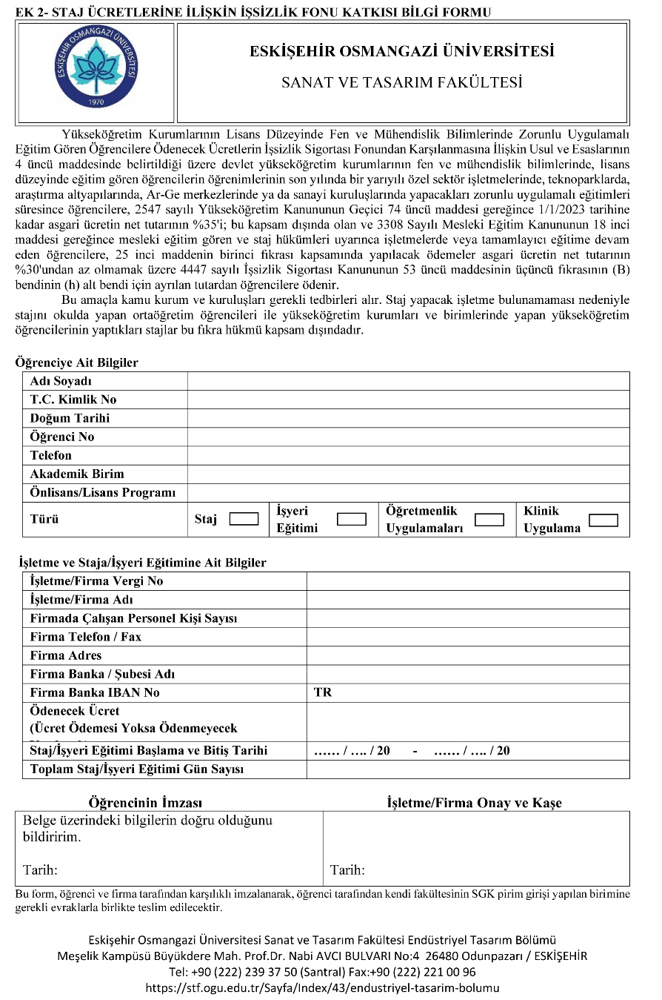 EK 2- STAJ ÜCRETLERİNE İLİŞKİN İŞSİZLİK FONU KATKISI BİLGİ FORMU
ESKİŞEHİR OSMANGAZİ ÜNİVERSİTESİ
1970
ESKİŞEHİR OSMANGAZİ ÜNİVERSİTESİ
SANAT VE TASARIM FAKÜLTESİ
Yükseköğretim Kurumlarının Lisans Düzeyinde Fen ve Mühendislik Bilimlerinde Zorunlu Uygulamalı
Eğitim Gören Öğrencilere Ödenecek Ücretlerin İşsizlik Sigortası Fonundan Karşılanmasına İlişkin Usul ve Esaslarının
4 üncü maddesinde belirtildiği üzere devlet yükseköğretim kurumlarının fen ve mühendislik bilimlerinde, lisans
düzeyinde eğitim gören öğrencilerin öğrenimlerinin son yılında bir yarıyılı özel sektör işletmelerinde, teknoparklarda,
araştırma altyapılarında, Ar-Ge merkezlerinde ya da sanayi kuruluşlarında yapacakları zorunlu uygulamalı eğitimleri
süresince öğrencilere, 2547 sayılı Yükseköğretim Kanununun Geçici 74 üncü maddesi gereğince 1/1/2023 tarihine
kadar asgari ücretin net tutarının %35'i; bu kapsam dışında olan ve 3308 Sayılı Mesleki Eğitim Kanununun 18 inci
maddesi gereğince mesleki eğitim gören ve staj hükümleri uyarınca işletmelerde veya tamamlayıcı eğitime devam
eden öğrencilere, 25 inci maddenin birinci fıkrası kapsamında yapılacak ödemeler asgari ücretin net tutarının
%30'undan az olmamak üzere 4447 sayılı İşsizlik Sigortası Kanununun 53 üncü maddesinin üçüncü fıkrasının (B)
bendinin (h) alt bendi için ayrılan tutardan öğrencilere ödenir.
Bu amaçla kamu kurum ve kuruluşları gerekli tedbirleri alır. Staj yapacak işletme bulunamaması nedeniyle
stajını okulda yapan ortaöğretim öğrencileri ile yükseköğretim kurumları ve birimlerinde yapan yükseköğretim
öğrencilerinin yaptıkları stajlar bu fıkra hükmü kapsam dışındadır.
Öğrenciye Ait Bilgiler
Adı Soyadı
T.C. Kimlik No
Doğum Tarihi
Öğrenci No
Telefon
Akademik Birim
Önlisans/Lisans Programı
Türü
Staj
İşyeri
Eğitimi
Öğretmenlik
Uygulamaları
Klinik
Uygulama
İşletme ve Staja/İşyeri Eğitimine Ait Bilgiler
İşletme/Firma Vergi No
İşletme/Firma Adı
Firmada Çalışan Personel Kişi Sayısı
Firma Telefon / Fax
Firma Adres
Firma Banka / Şubesi Adı
Firma Banka IBAN No TR
Ödenecek Ücret
(Ücret Ödemesi Yoksa Ödenmeyecek
Staj/İşyeri Eğitimi Başlama ve Bitiş Tarihi …… / …. / 20 - …… / …. / 20
Toplam Staj/İşyeri Eğitimi Gün Sayısı
Öğrencinin İmzası
İşletme/Firma Onay ve Kaşe
Belge üzerindeki bilgilerin doğru olduğunu
bildiririm.
Tarih:
Tarih:
Bu form, öğrenci ve firma tarafından karşılıklı imzalanarak, öğrenci tarafından kendi fakültesinin SGK pirim girişi yapılan birimine
gerekli evraklarla birlikte teslim edilecektir.
Eskişehir Osmangazi Üniversitesi Sanat ve Tasarım Fakültesi Endüstriyel Tasarım Bölümü
Meşelik Kampüsü Büyükdere Mah. Prof.Dr. Nabi AVCI BULVARI No:4 26480 Odunpazarı / ESKİŞEHİR
Tel: +90 (222) 239 37 50 (Santral) Fax:+90 (222) 221 00 96
https://stf.ogu.edu.tr/Sayfa/Index/43/endustriyel-tasarim-bolumu